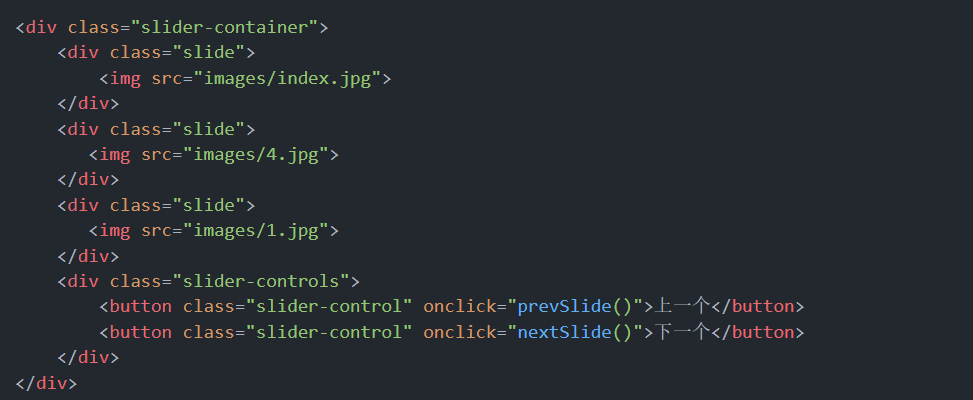 <div class="slider-container">
    <div class="slide">
        <img src="images/index.jpg">
    </div>
    <div class="slide">
       <img src="images/4.jpg">
    </div>
    <div class="slide">
       <img src="images/1.jpg">
    </div>
    <div class="slider-controls">
        <button class="slider-control" onclick="prevSlide()">上一个</button>
        <button class="slider-control" onclick="nextSlide()">下一个</button>
    </div>
</div>